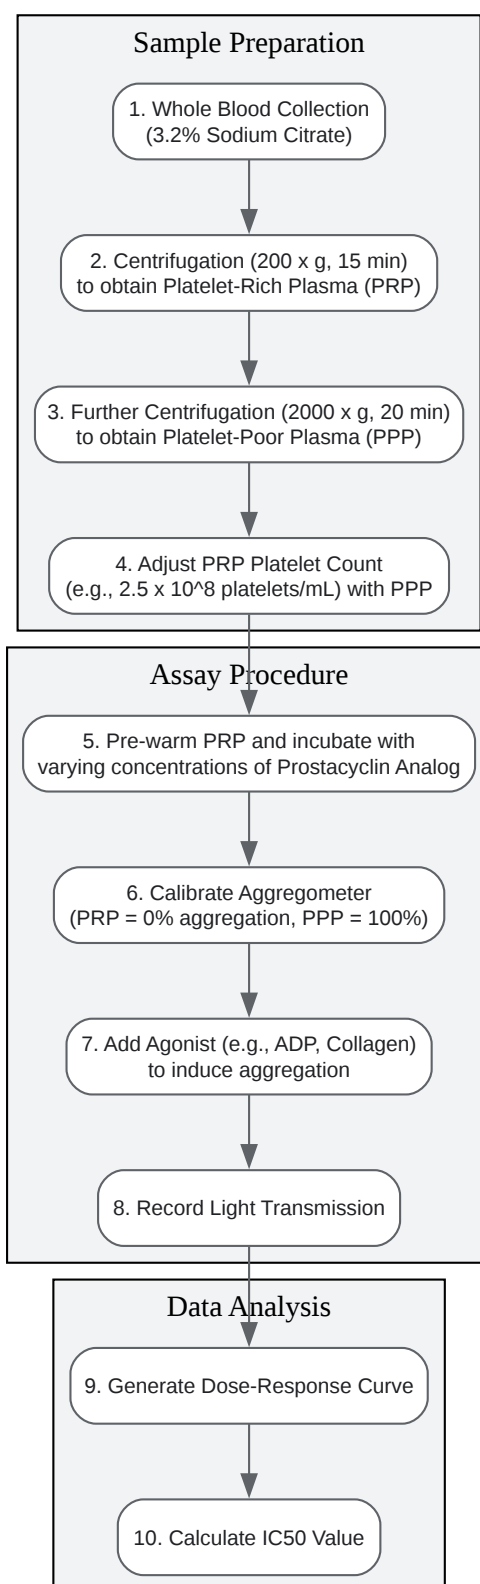 Sample Preparation
1. Whole Blood Collection
(3.2% Sodium Citrate)
2. Centrifugation (200 x g, 15 min)
to obtain Platelet-Rich Plasma (PRP)
3. Further Centrifugation (2000 x g, 20 min)
to obtain Platelet-Poor Plasma (PPP)
4. Adjust PRP Platelet Count
(e.g., 2.5 x 10^8 platelets/mL) with PPP
Assay Procedure
5. Pre-warm PRP and incubate with
varying concentrations of Prostacyclin Analog
6. Calibrate Aggregometer
(PRP = 0% aggregation, PPP = 100%)
7. Add Agonist (e.g., ADP, Collagen)
to induce aggregation
8. Record Light Transmission
Data Analysis
9. Generate Dose-Response Curve
10. Calculate IC50 Value